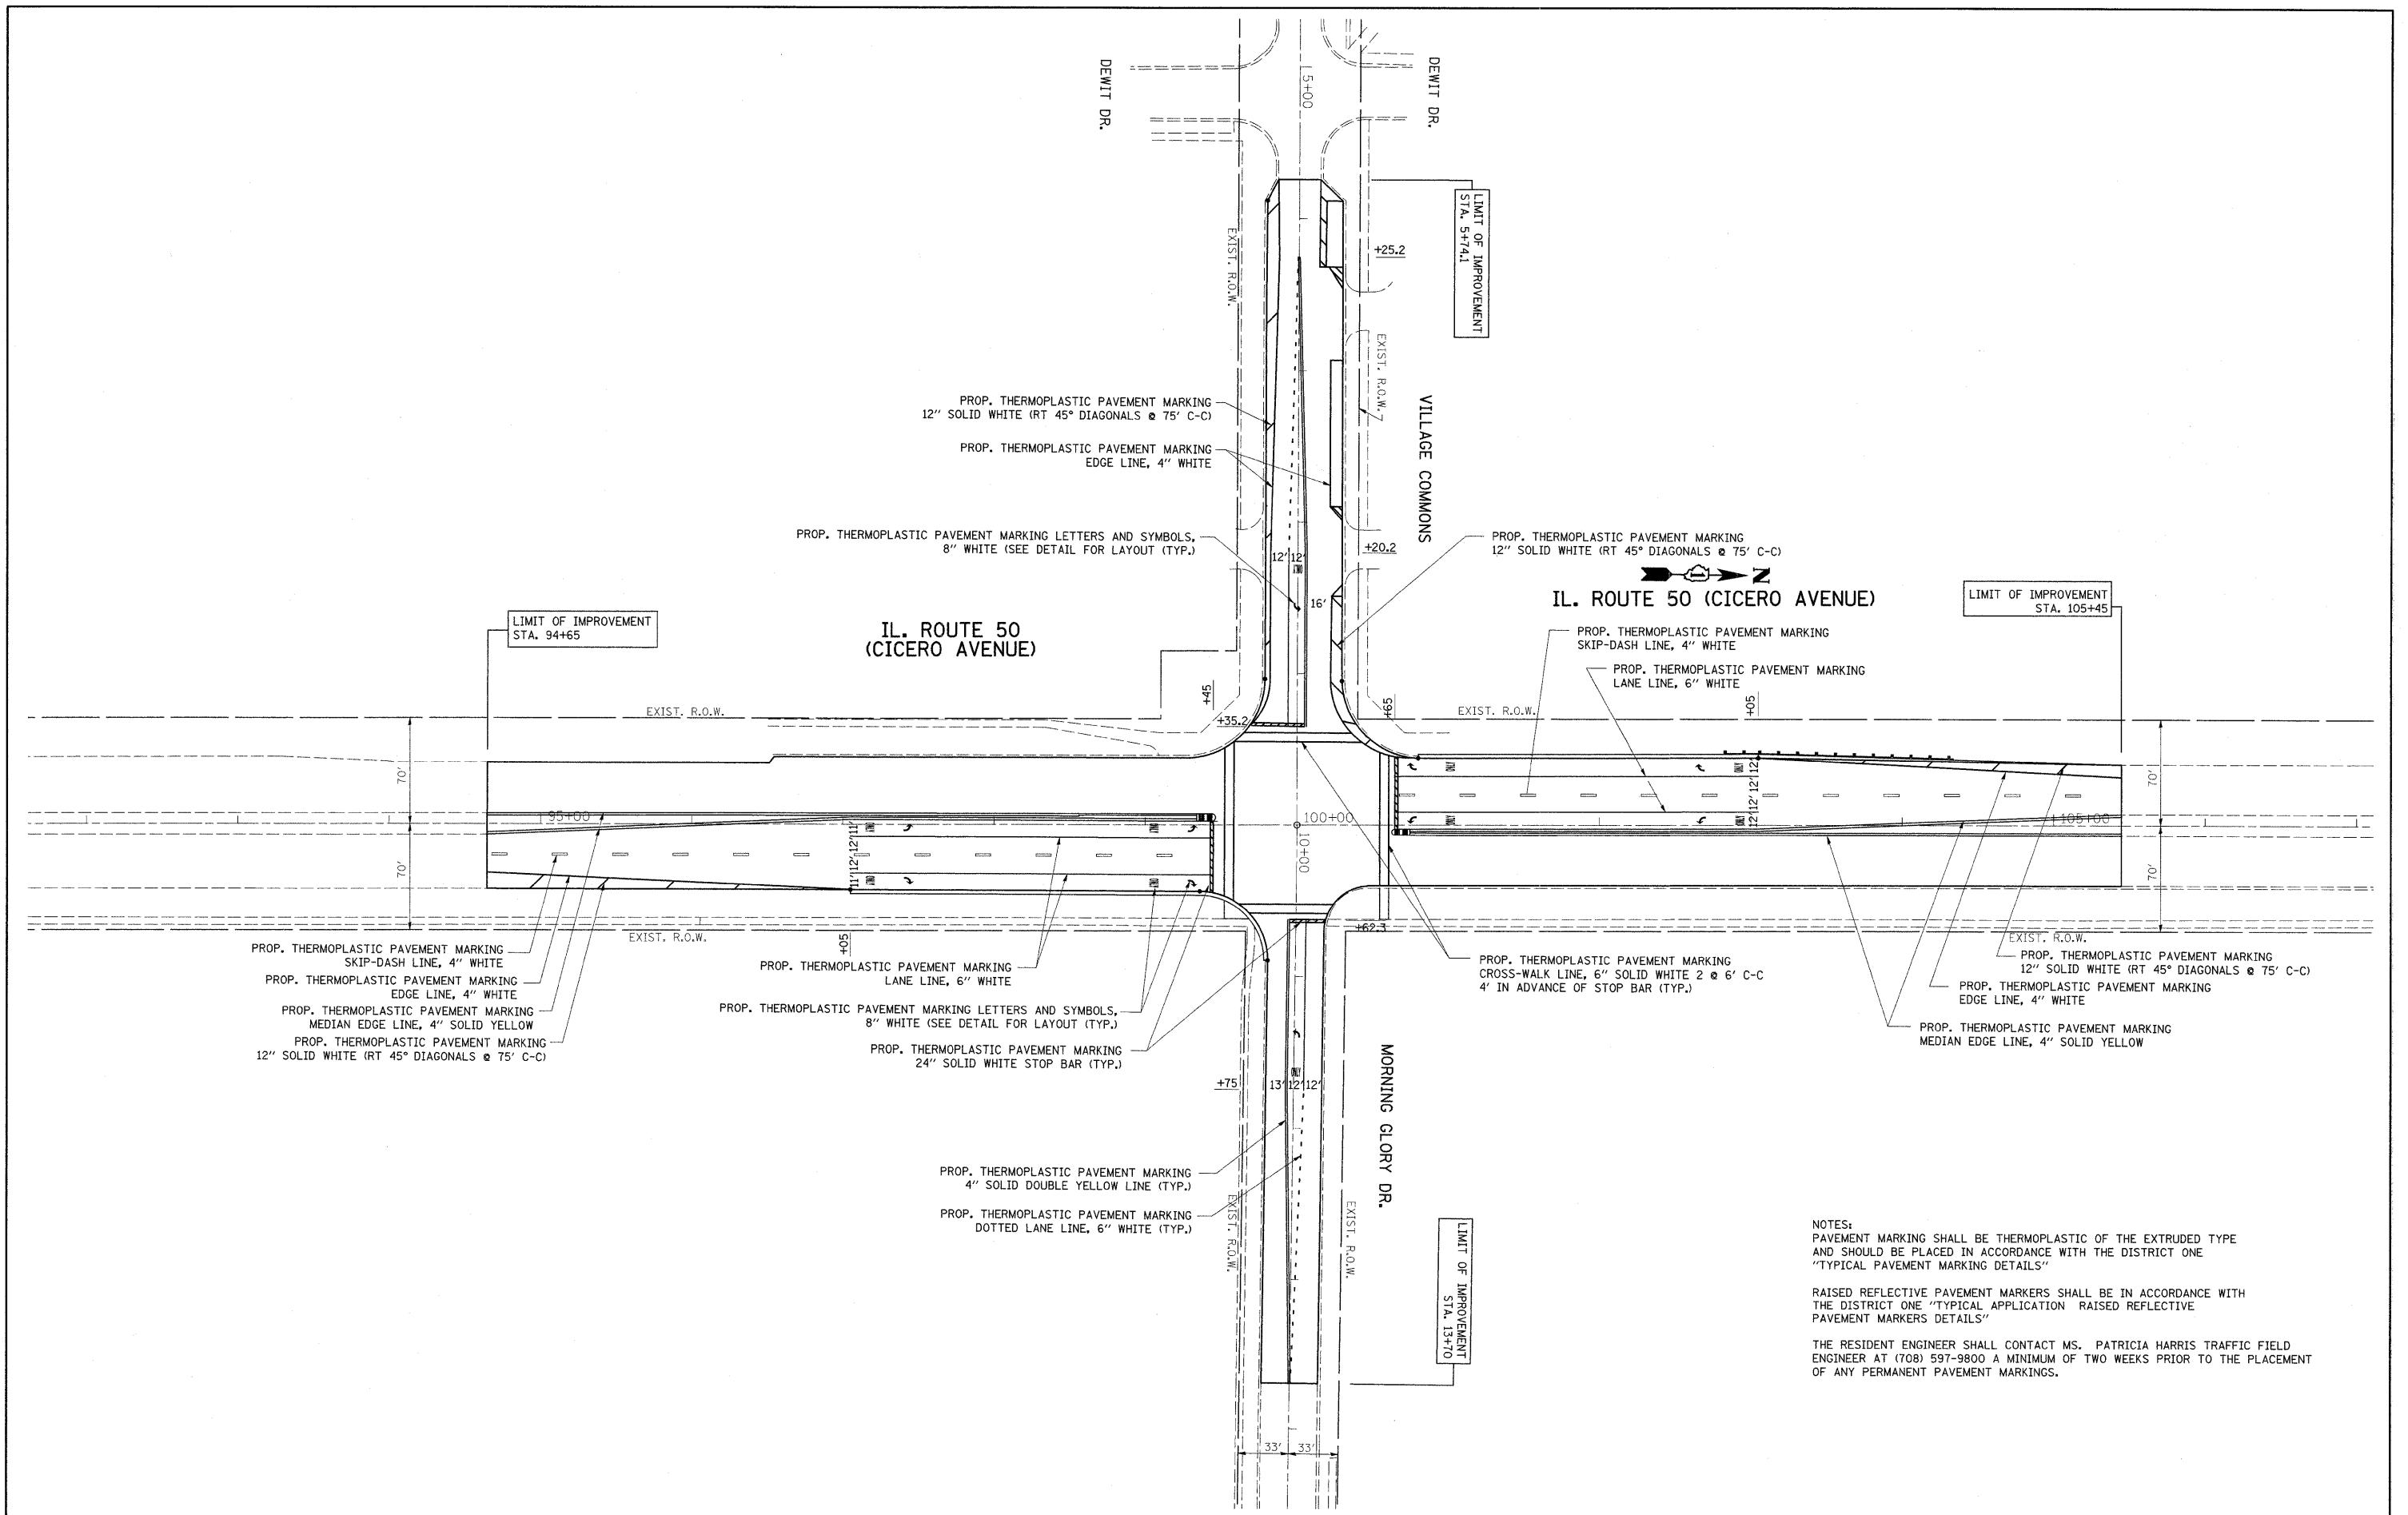 DEWIT DR.
DEWIT DR.
5+00
LIMIT OF IMPROVEMENT
STA. 5+74.1
EXIST. R.O.W.
+25.2
EXIST. R.O.W.
PROP. THERMOPLASTIC PAVEMENT MARKING
12" SOLID WHITE (RT 45° DIAGONALS @ 75' C-C)
PROP. THERMOPLASTIC PAVEMENT MARKING
EDGE LINE, 4" WHITE
VILLAGE COMMONS
PROP. THERMOPLASTIC PAVEMENT MARKING LETTERS AND SYMBOLS,
8" WHITE (SEE DETAIL FOR LAYOUT (TYP.)
12' 12'
ONLY
16'
+20.2
PROP. THERMOPLASTIC PAVEMENT MARKING
12" SOLID WHITE (RT 45° DIAGONALS @ 75' C-C)
N
IL. ROUTE 50 (CICERO AVENUE)
LIMIT OF IMPROVEMENT
STA. 105+45
LIMIT OF IMPROVEMENT
STA. 94+65
IL. ROUTE 50
(CICERO AVENUE)
PROP. THERMOPLASTIC PAVEMENT MARKING
SKIP-DASH LINE, 4" WHITE
PROP. THERMOPLASTIC PAVEMENT MARKING
LANE LINE, 6" WHITE
EXIST. R.O.W.
+45
+35.2
+65
EXIST. R.O.W.
+05
70'
70'
ONLY
ONLY
12' 12' 12' 12'
ONLY
ONLY
70'
70'
95+00
100+00
10+00
105+00
11' 12' 12' 11'
ONLY
ONLY
ONLY
ONLY
EXIST. R.O.W.
+05
+62.3
EXIST. R.O.W.
PROP. THERMOPLASTIC PAVEMENT MARKING
SKIP-DASH LINE, 4" WHITE
PROP. THERMOPLASTIC PAVEMENT MARKING
EDGE LINE, 4" WHITE
PROP. THERMOPLASTIC PAVEMENT MARKING
MEDIAN EDGE LINE, 4" SOLID YELLOW
PROP. THERMOPLASTIC PAVEMENT MARKING
12" SOLID WHITE (RT 45° DIAGONALS @ 75' C-C)
PROP. THERMOPLASTIC PAVEMENT MARKING
LANE LINE, 6" WHITE
PROP. THERMOPLASTIC PAVEMENT MARKING LETTERS AND SYMBOLS,
8" WHITE (SEE DETAIL FOR LAYOUT (TYP.)
PROP. THERMOPLASTIC PAVEMENT MARKING
24" SOLID WHITE STOP BAR (TYP.)
PROP. THERMOPLASTIC PAVEMENT MARKING
CROSS-WALK LINE, 6" SOLID WHITE 2 @ 6' C-C
4' IN ADVANCE OF STOP BAR (TYP.)
PROP. THERMOPLASTIC PAVEMENT MARKING
12" SOLID WHITE (RT 45° DIAGONALS @ 75' C-C)
PROP. THERMOPLASTIC PAVEMENT MARKING
EDGE LINE, 4" WHITE
PROP. THERMOPLASTIC PAVEMENT MARKING
MEDIAN EDGE LINE, 4" SOLID YELLOW
+75
ONLY
13' 12' 12'
MORNING GLORY DR.
PROP. THERMOPLASTIC PAVEMENT MARKING
4" SOLID DOUBLE YELLOW LINE (TYP.)
PROP. THERMOPLASTIC PAVEMENT MARKING
DOTTED LANE LINE, 6" WHITE (TYP.)
EXIST. R.O.W.
EXIST. R.O.W.
LIMIT OF IMPROVEMENT
STA. 13+70
33' 33'
NOTES:
PAVEMENT MARKING SHALL BE THERMOPLASTIC OF THE EXTRUDED TYPE
AND SHOULD BE PLACED IN ACCORDANCE WITH THE DISTRICT ONE
"TYPICAL PAVEMENT MARKING DETAILS"
RAISED REFLECTIVE PAVEMENT MARKERS SHALL BE IN ACCORDANCE WITH
THE DISTRICT ONE "TYPICAL APPLICATION RAISED REFLECTIVE
PAVEMENT MARKERS DETAILS"
THE RESIDENT ENGINEER SHALL CONTACT MS. PATRICIA HARRIS TRAFFIC FIELD
ENGINEER AT (708) 597-9800 A MINIMUM OF TWO WEEKS PRIOR TO THE PLACEMENT
OF ANY PERMANENT PAVEMENT MARKINGS.